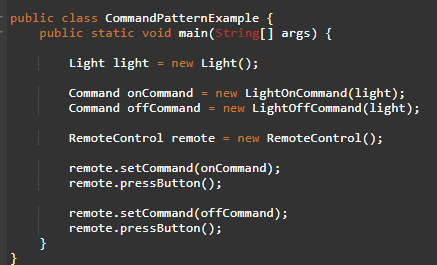 public class CommandPatternExample {
    public static void main(String[] args) {
        Light light = new Light();
        Command onCommand = new LightOnCommand(light);
        Command offCommand = new LightOffCommand(light);
        RemoteControl remote = new RemoteControl();
        remote.setCommand(onCommand);
        remote.pressButton();
        remote.setCommand(offCommand);
        remote.pressButton();
    }
}